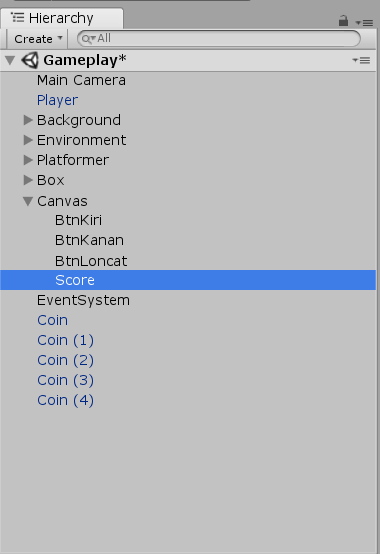 Hierarchy
Create All
Gameplay*
Main Camera
Player
Background
Environment
Platformer
Box
Canvas
BtnKiri
BtnKanan
BtnLoncat
Score
EventSystem
Coin
Coin (1)
Coin (2)
Coin (3)
Coin (4)